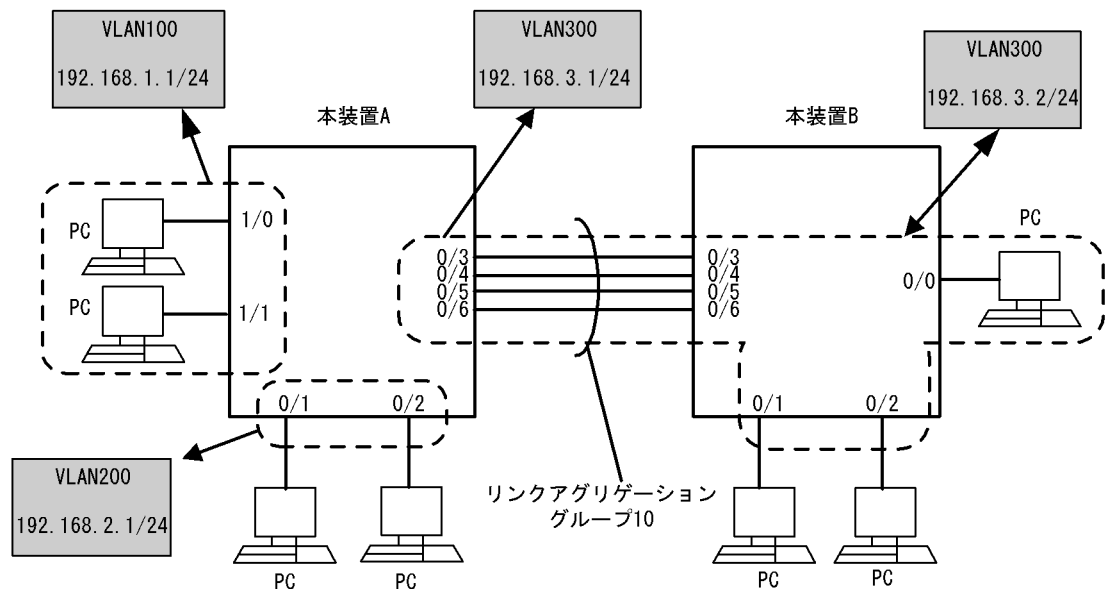 VLAN100
192.168.1.1/24
VLAN300
192.168.3.1/24
VLAN300
192.168.3.2/24
本装置A
本装置B
PC
1/0
PC
1/1
0/3
0/4
0/5
0/6
0/3
0/4
0/5
0/6
0/0
PC
0/1
0/2
0/1
0/2
VLAN200
192.168.2.1/24
リンクアグリゲーション
グループ10
PC
PC
PC
PC